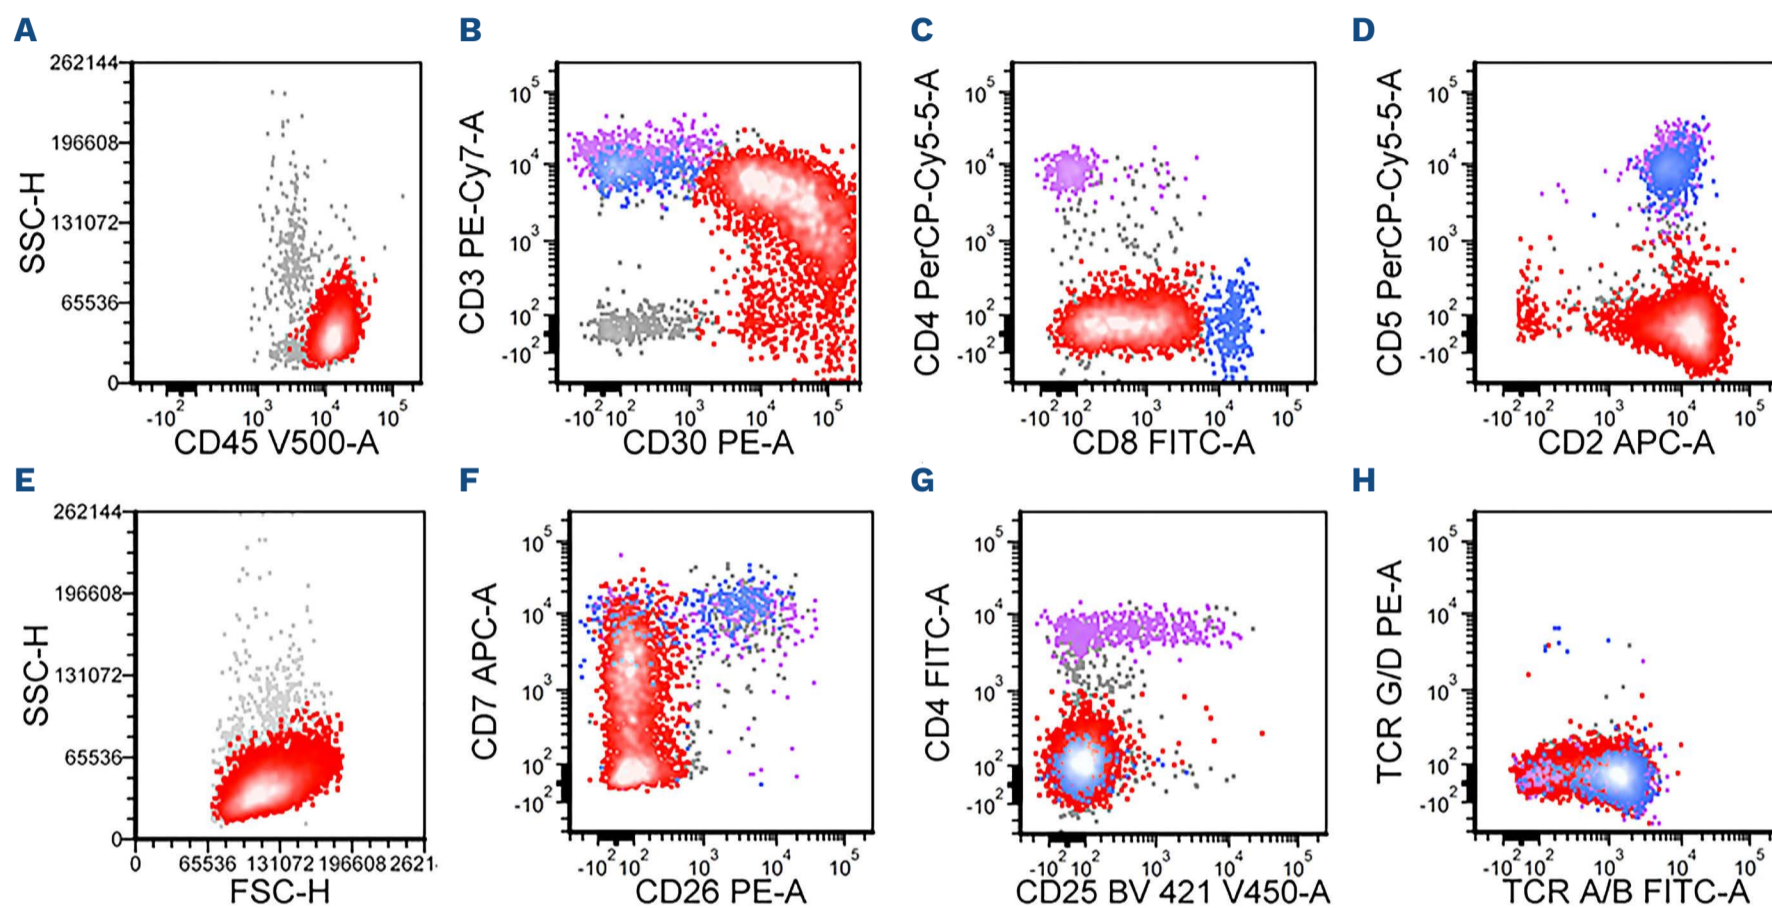 A
B
C
D
262144
196608
131072
65536
0
SSC-H
-10² 10³ 10⁴ 10⁵
CD45 V500-A
10⁵
10⁴
10³
10²
-10²
CD3 PE-Cy7-A
-10² 10² 10³ 10⁴ 10⁵
CD30 PE-A
10⁵
10⁴
10³
10²
-10²
CD4 PerCP-Cy5-5-A
-10² 10² 10³ 10⁴ 10⁵
CD8 FITC-A
10⁵
10⁴
10³
10²
-10²
CD5 PerCP-Cy5-5-A
-10² 10² 10³ 10⁴ 10⁵
CD2 APC-A
E
F
G
H
262144
196608
131072
65536
0
SSC-H
0 65536 131072 196608 2621
FSC-H
10⁵
10⁴
10³
10²
-10²
CD7 APC-A
-10² 10² 10³ 10⁴ 10⁵
CD26 PE-A
10⁵
10⁴
10³
10²
-10²
CD4 FITC-A
-10² 10² 10³ 10⁴ 10⁵
CD25 BV 421 V450-A
10⁵
10⁴
10³
10²
-10²
TCR G/D PE-A
-10² 10² 10³ 10⁴ 10⁵
TCR A/B FITC-A